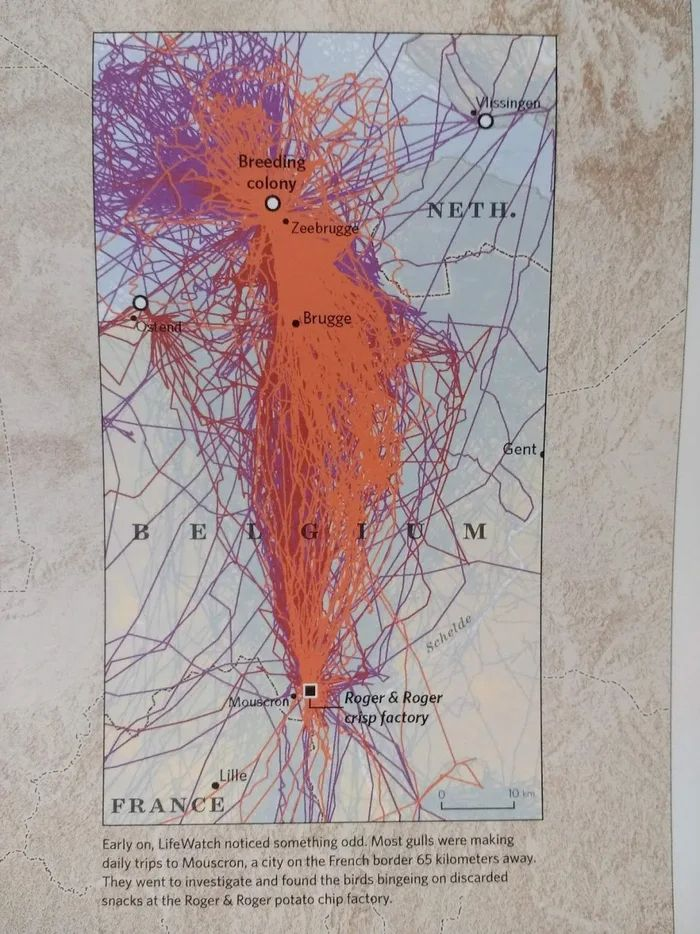 Vlissingen
Breeding
colony
NETH.
Zeebrugge
Ostend
Brugge
Gent
BELGIUM
Schelde
Mouscron
Roger & Roger
crisp factory
Lille
FRANCE
0 10 km
Early on, LifeWatch noticed something odd. Most gulls were making
daily trips to Mouscron, a city on the French border 65 kilometers away.
They went to investigate and found the birds bingeing on discarded
snacks at the Roger & Roger potato chip factory.